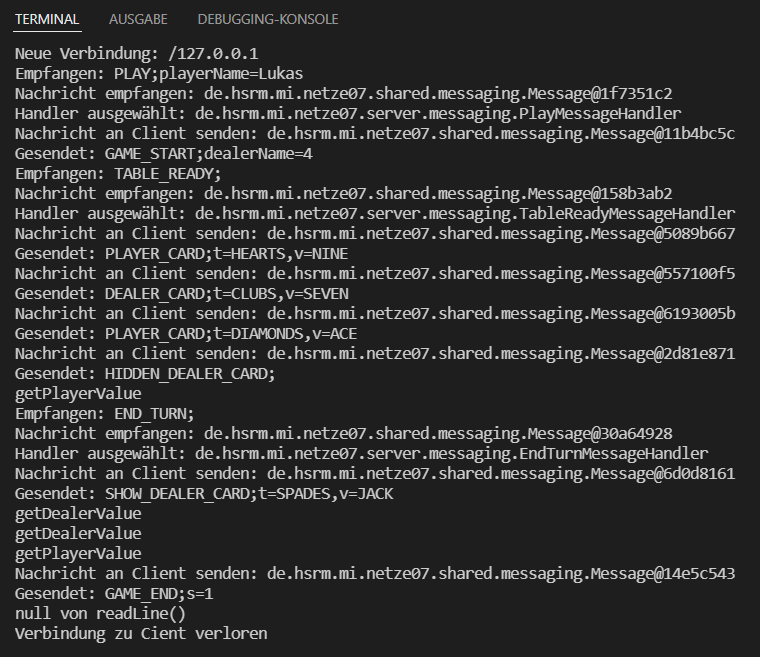 TERMINAL AUSGABE DEBUGGING-KONSOLE
Neue Verbindung: /127.0.0.1
Empfangen: PLAY;playerName=Lukas
Nachricht empfangen: de.hsrm.mi.netze07.shared.messaging.Message@1f7351c2
Handler ausgewählt: de.hsrm.mi.netze07.server.messaging.PlayMessageHandler
Nachricht an Client senden: de.hsrm.mi.netze07.shared.messaging.Message@11b4bc5c
Gesendet: GAME_START;dealerName=4
Empfangen: TABLE_READY;
Nachricht empfangen: de.hsrm.mi.netze07.shared.messaging.Message@158b3ab2
Handler ausgewählt: de.hsrm.mi.netze07.server.messaging.TableReadyMessageHandler
Nachricht an Client senden: de.hsrm.mi.netze07.shared.messaging.Message@5089b667
Gesendet: PLAYER_CARD;t=HEARTS,v=NINE
Nachricht an Client senden: de.hsrm.mi.netze07.shared.messaging.Message@557100f5
Gesendet: DEALER_CARD;t=CLUBS,v=SEVEN
Nachricht an Client senden: de.hsrm.mi.netze07.shared.messaging.Message@6193005b
Gesendet: PLAYER_CARD;t=DIAMONDS,v=ACE
Nachricht an Client senden: de.hsrm.mi.netze07.shared.messaging.Message@2d81e871
Gesendet: HIDDEN_DEALER_CARD;
getPlayerValue
Empfangen: END_TURN;
Nachricht empfangen: de.hsrm.mi.netze07.shared.messaging.Message@30a64928
Handler ausgewählt: de.hsrm.mi.netze07.server.messaging.EndTurnMessageHandler
Nachricht an Client senden: de.hsrm.mi.netze07.shared.messaging.Message@6d0d8161
Gesendet: SHOW_DEALER_CARD;t=SPADES,v=JACK
getDealerValue
getDealerValue
getPlayerValue
Nachricht an Client senden: de.hsrm.mi.netze07.shared.messaging.Message@14e5c543
Gesendet: GAME_END;s=1
null von readLine()
Verbindung zu Cient verloren